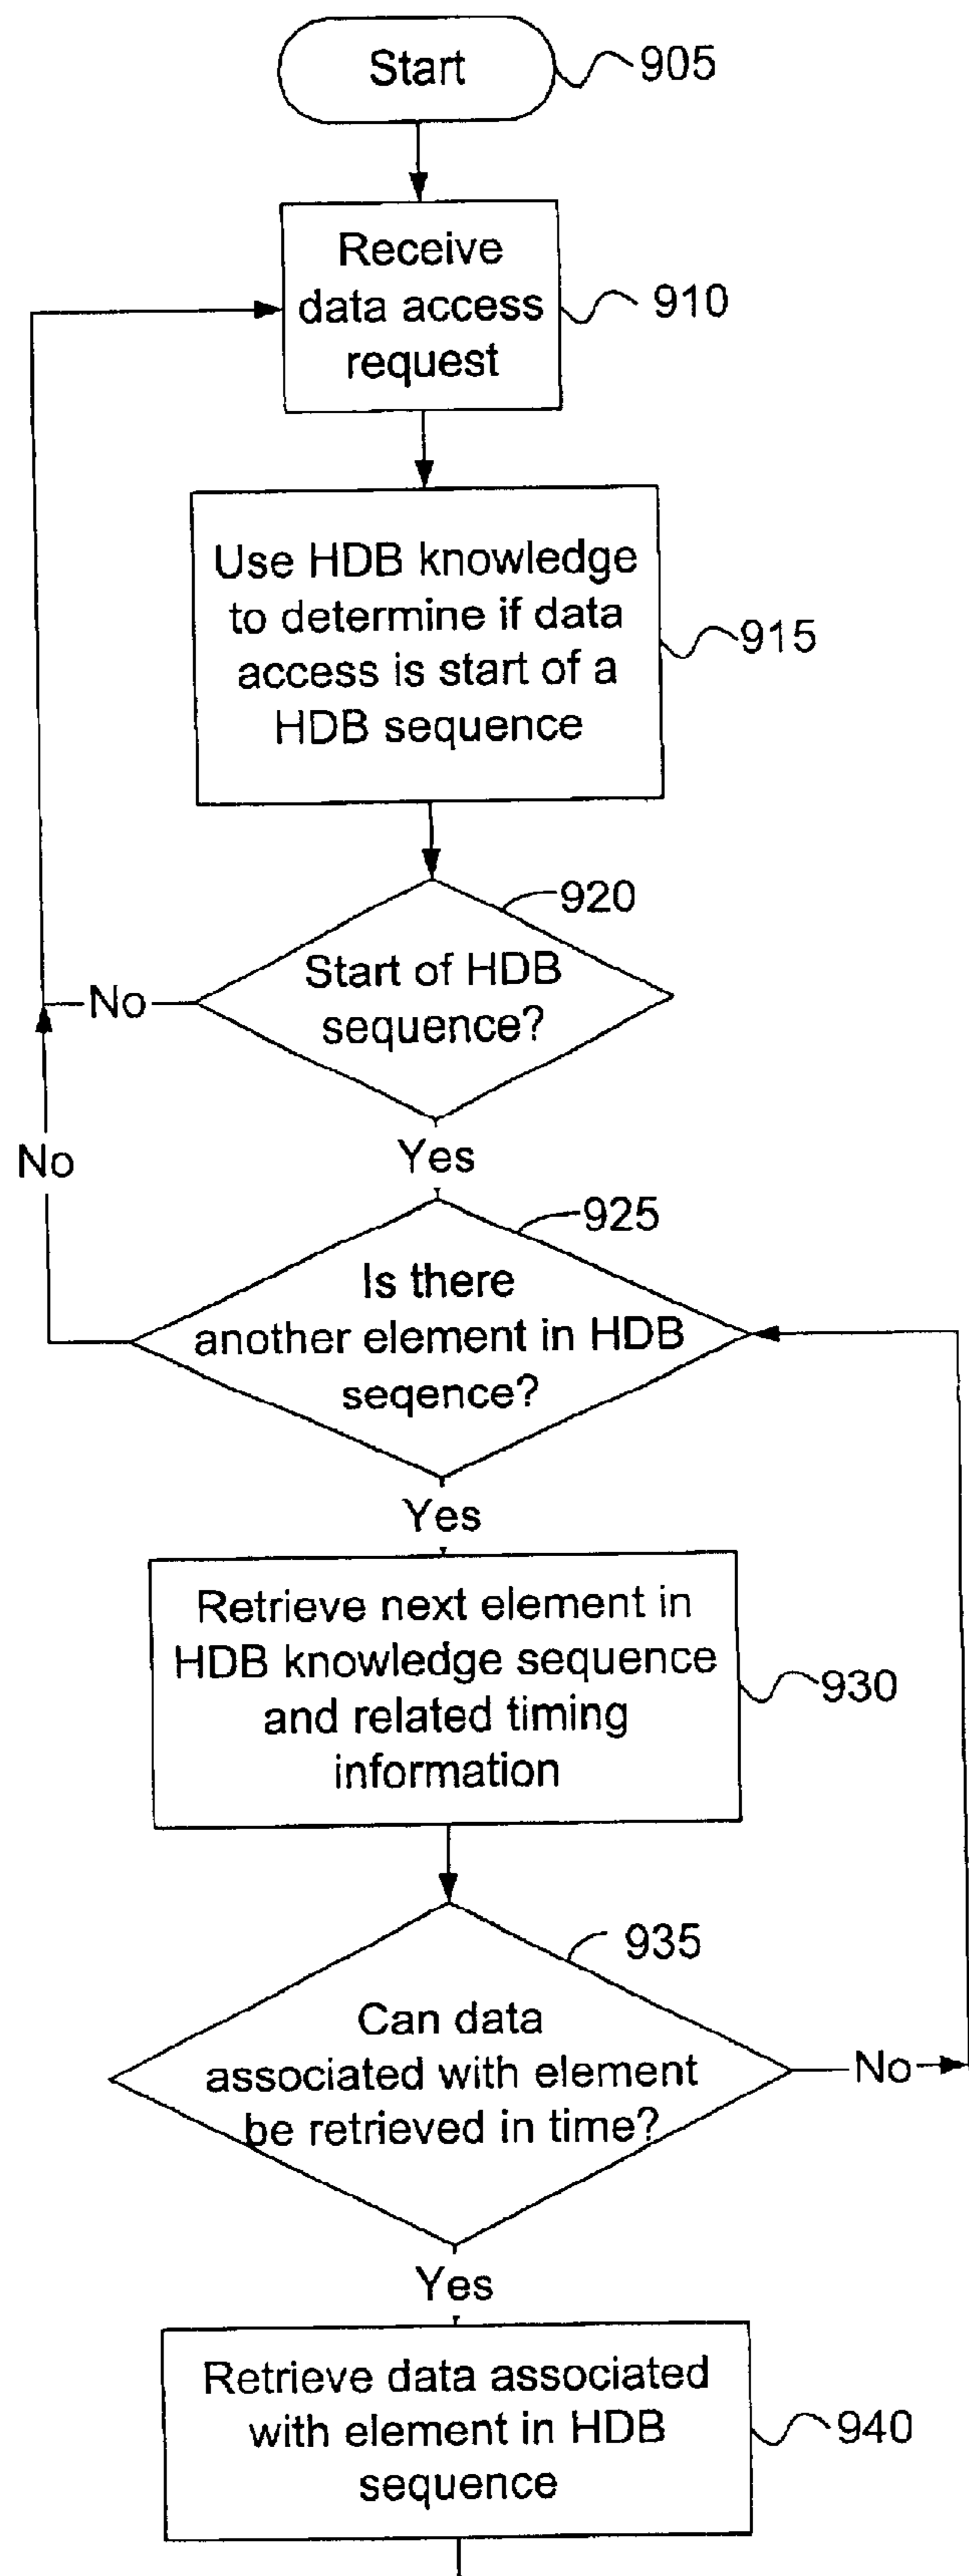 Start
905
Receive
data access
request
910
Use HDB knowledge
to determine if data
access is start of a
HDB sequence
915
920
Start of HDB
sequence?
No
Yes
No
925
Is there
another element in HDB
seqence?
Yes
Retrieve next element in
HDB knowledge sequence
and related timing
information
930
935
Can data
associated with element
be retrieved in time?
No
Yes
Retrieve data associated
with element in HDB
sequence
940